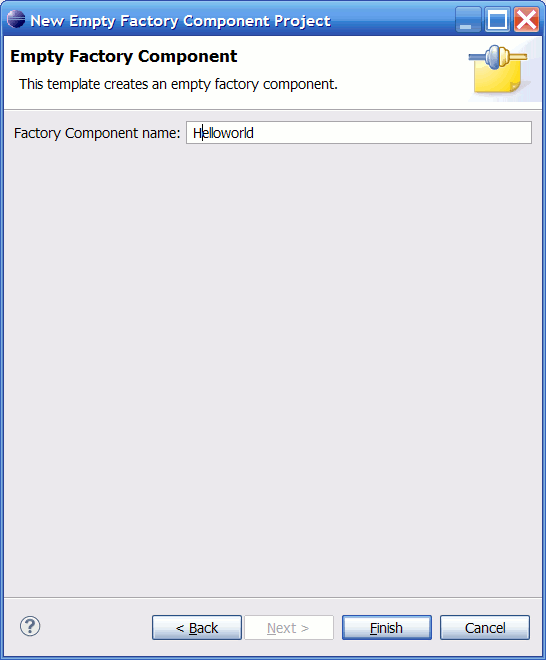 New Empty Factory Component Project
Empty Factory Component
This template creates an empty factory component.
Factory Component name: Helloworld
? < Back Next > Finish Cancel